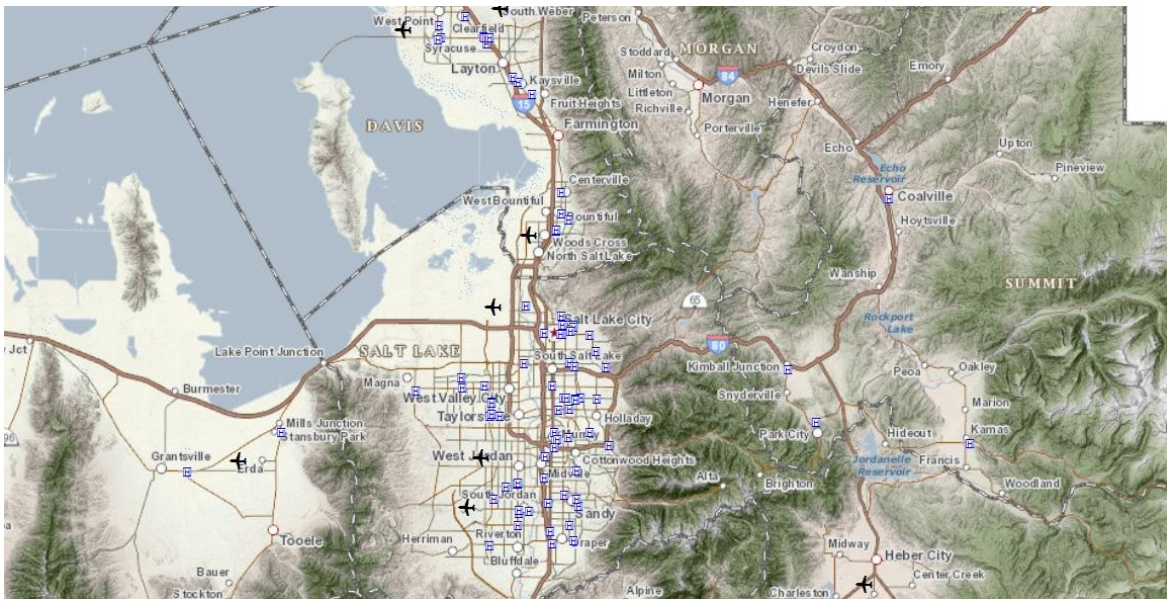 South Weber
Peterson
West Point
Clearfield
Syracuse
Stoddard
MORGAN
Croydon
Devils Slide
Layton
Milton
84
Emory
Kaysville
Littleton
Morgan
Henefer
15
Fruit Heights
Richville
DAVIS
Farmington
Porterville
Echo
Upton
Echo
Reservoir
Pineview
Centerville
Coalville
West Bountiful
Bountiful
Hoytsville
Woods Cross
North Salt Lake
Wanship
SUMMIT
65
Salt Lake City
Rockport
Lake
Lake Point Junction
SALT LAKE
South Salt Lake
80
Kimball Junction
Peoa
Oakley
Magna
Burmester
West Valley City
Snyderville
Marion
Taylorsville
Holladay
Mills Junction
Stansbury Park
Murray
Park City
Hideout
Kamas
Grantsville
Erda
West Jordan
Cottonwood Heights
Jordanelle
Reservoir
Francis
Midvale
Alta
Brighton
Woodland
South Jordan
Sandy
Tooele
Herriman
Riverton
Draper
Midway
Heber City
Bluffdale
Bauer
Center Creek
Stockton
Alpine
Charleston